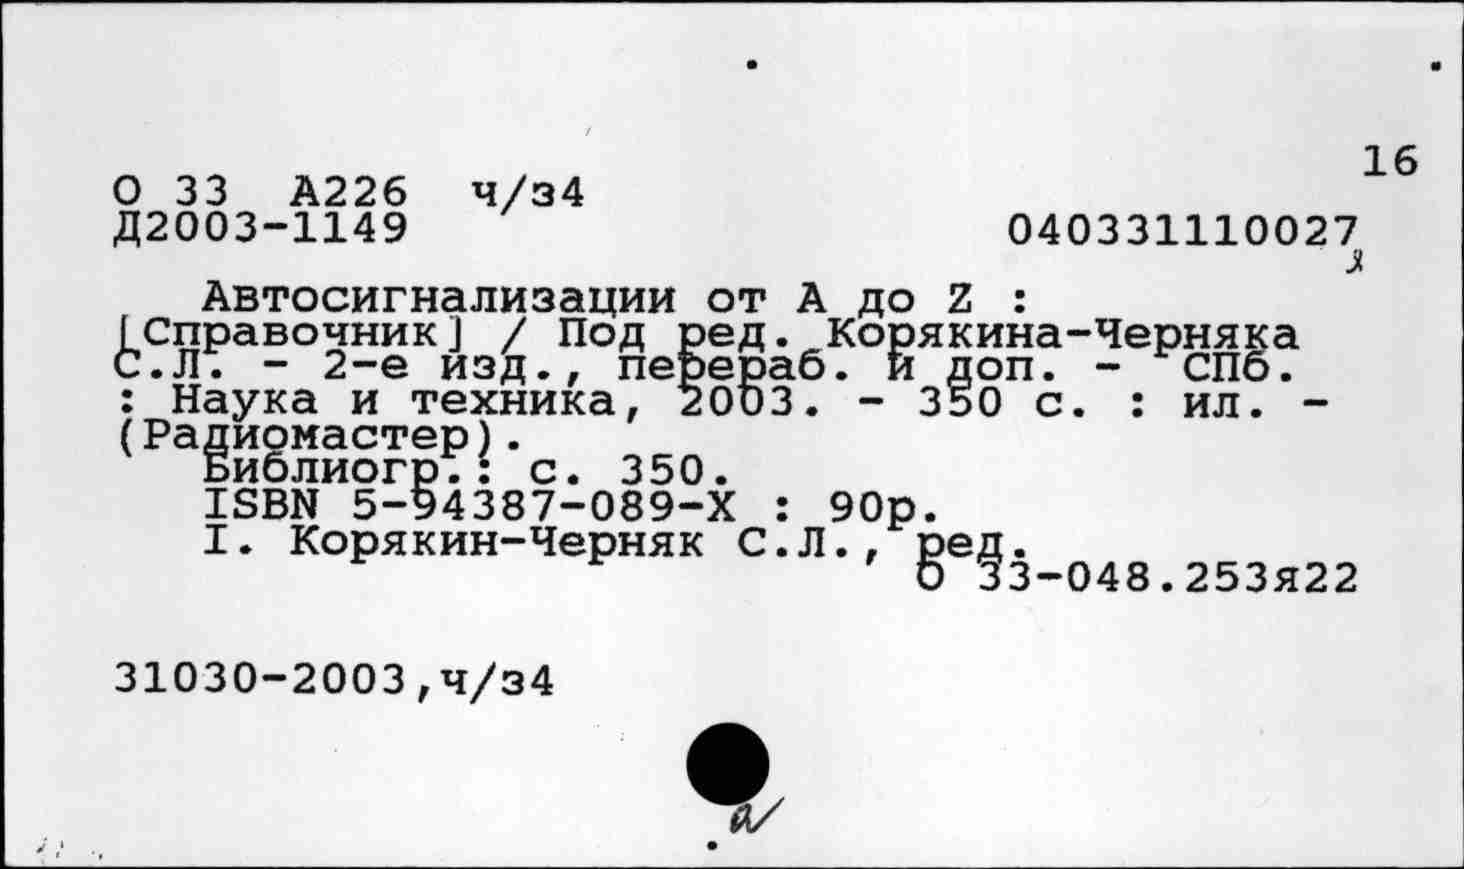 16
О 33 А226 ч/з4
Д2003-1149 040331110027
Автосигнализации от А до Z :
[Справочник] / Под ред. Корякина-Черняка
С.Л. - 2-е изд., перераб. и доп. - СПб.
: Наука и техника, 2003. - 350 с. : ил. -
(Радиомастер).
Библиогр.: с. 350.
ISBN 5-94387-089-X : 90р.
I. Корякин-Черняк С.Л., ред.
О 33-048.253я22
31030-2003,ч/з4